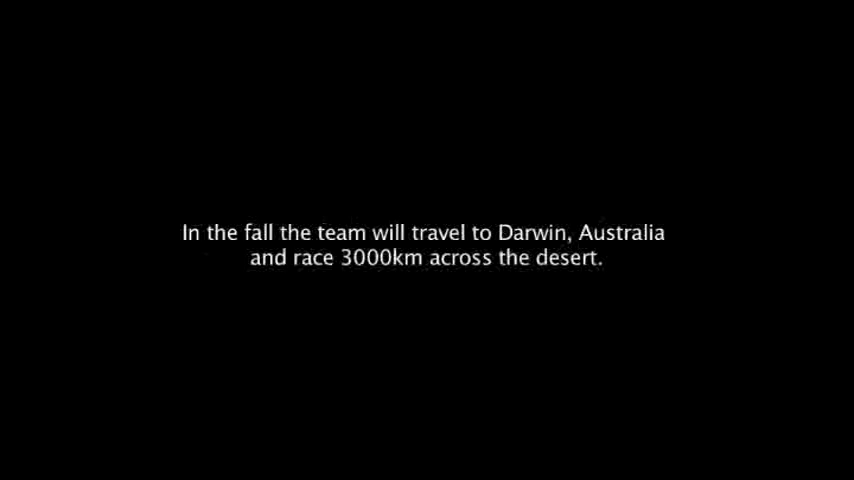 In the fall the team will travel to Darwin, Australia
and race 3000km across the desert.